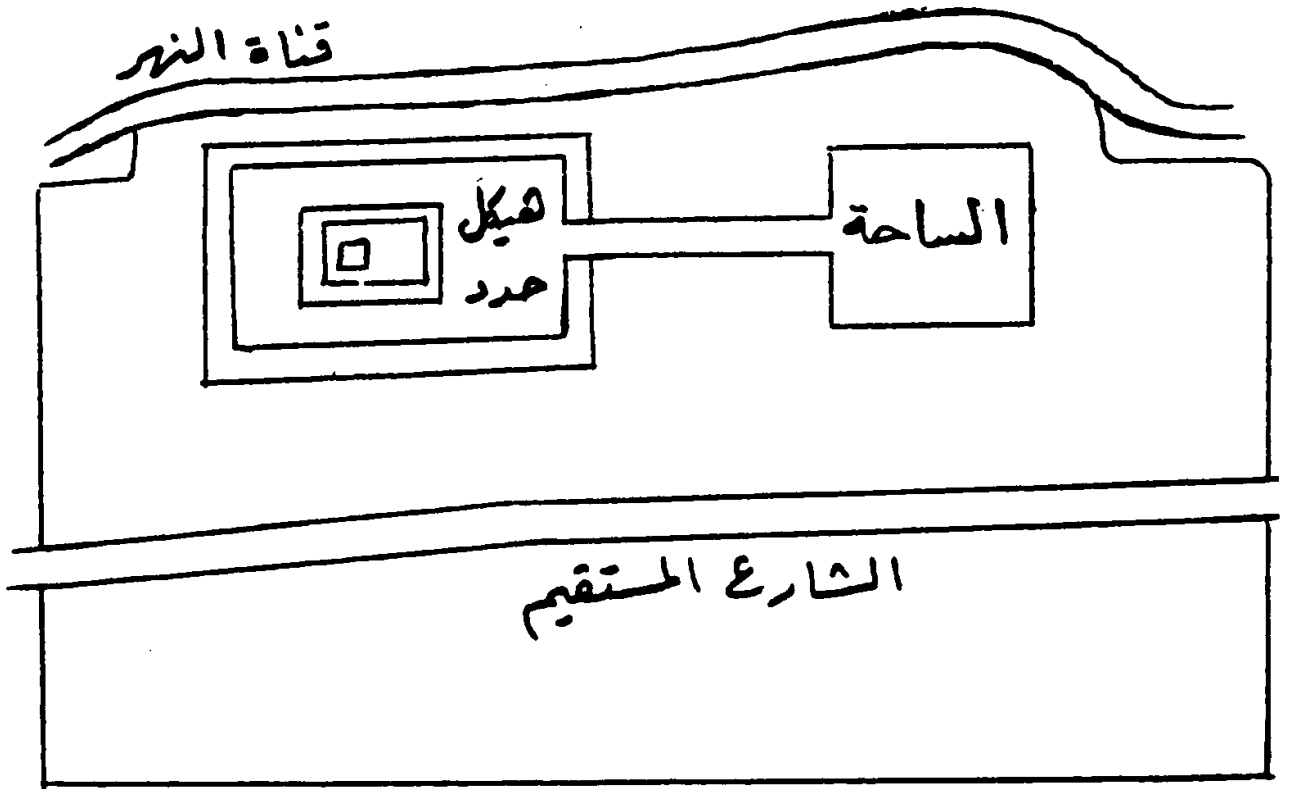 قناة النهر
هيكل
حدد
الساحة
الشارع المستقيم